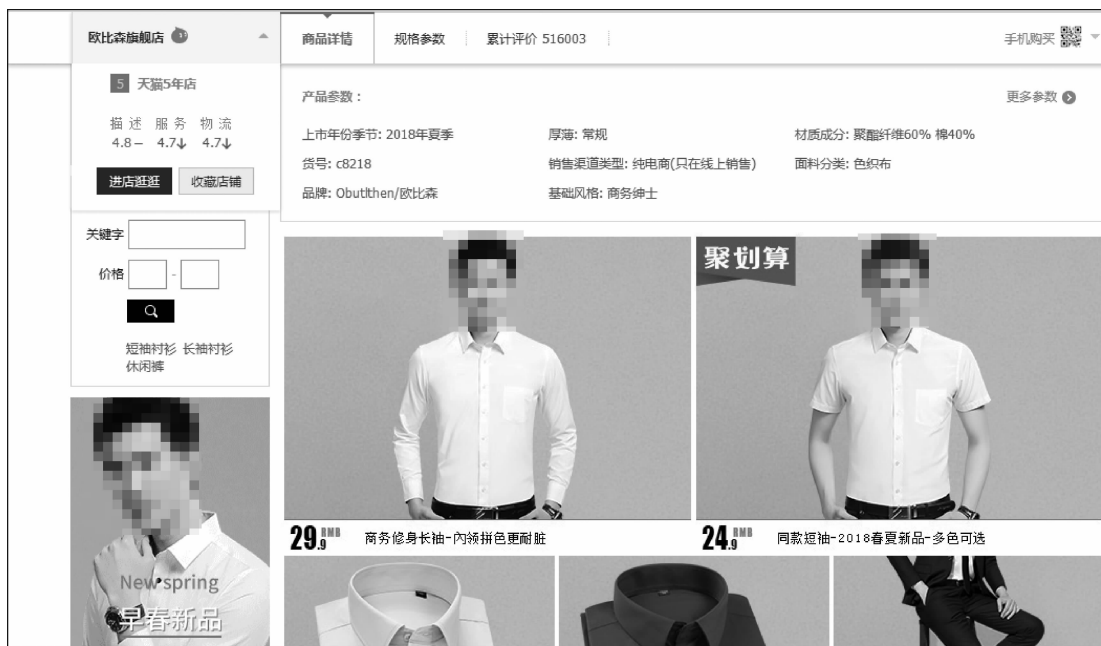 欧比森旗舰店
商品详情 规格参数 累计评价 516003 手机购买
5 天猫5年店
描述 服务 物流
4.8– 4.7↓ 4.7↓
进店逛逛 收藏店铺
关键字
价格 -
短袖衬衫 长袖衬衫
休闲裤
产品参数： 更多参数
上市年份季节: 2018年夏季 厚薄: 常规 材质成分: 聚酯纤维60% 棉40%
货号: c8218 销售渠道类型: 纯电商(只在线上销售) 面料分类: 色织布
品牌: Obutlthen/欧比森 基础风格: 商务绅士
聚划算
29.9 RMB 商务修身长袖-内领拼色更耐脏
24.9 RMB 同款短袖-2018春夏新品-多色可选
New spring
早春新品